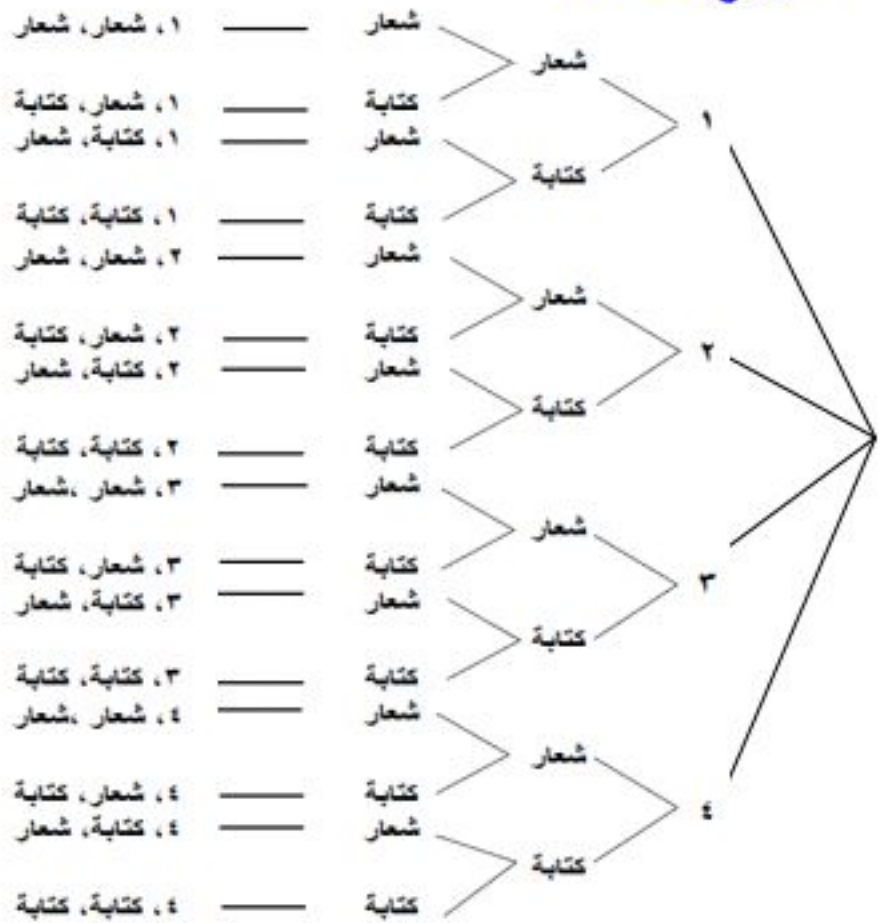 ١، شعار، شعار شعار شعار
١، شعار، كتابة كتابة ١
١، كتابة، شعار شعار كتابة
١، كتابة، كتابة كتابة
٢، شعار، شعار شعار شعار
٢، شعار، كتابة كتابة ٢
٢، كتابة، شعار شعار كتابة
٢، كتابة، كتابة كتابة
٣، شعار ،شعار شعار شعار
٣، شعار، كتابة كتابة ٣
٣، كتابة، شعار شعار كتابة
٣، كتابة، كتابة كتابة
٤، شعار ،شعار شعار شعار
٤، شعار، كتابة كتابة ٤
٤، كتابة، شعار شعار كتابة
٤، كتابة، كتابة كتابة